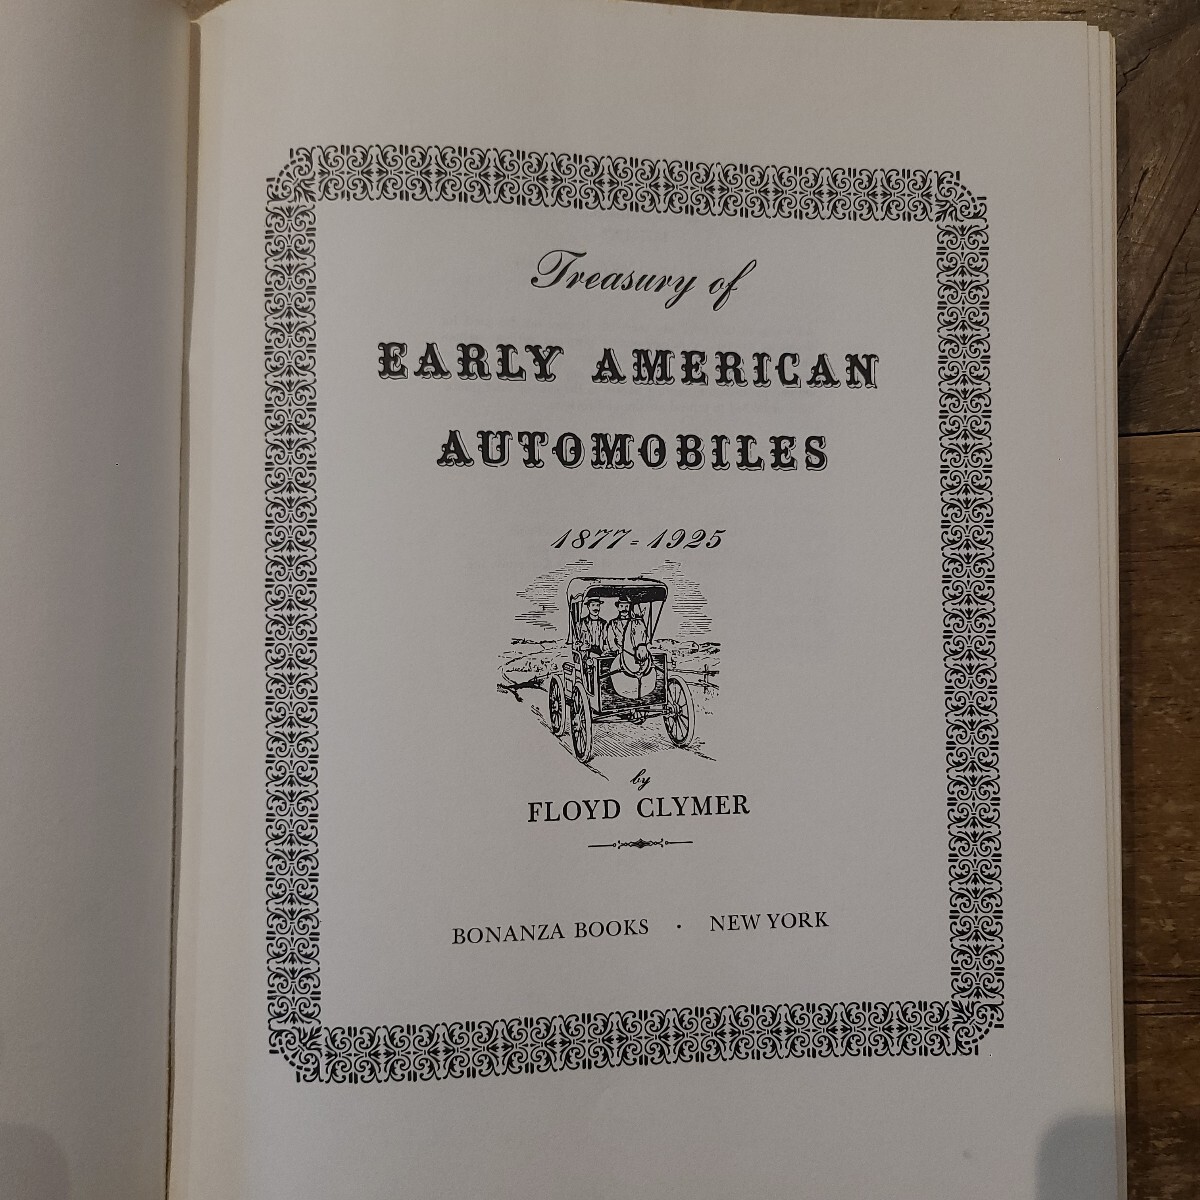 Treasury of
EARLY AMERICAN
AUTOMOBILES
1877-1925
by
FLOYD CLYMER
BONANZA BOOKS · NEW YORK